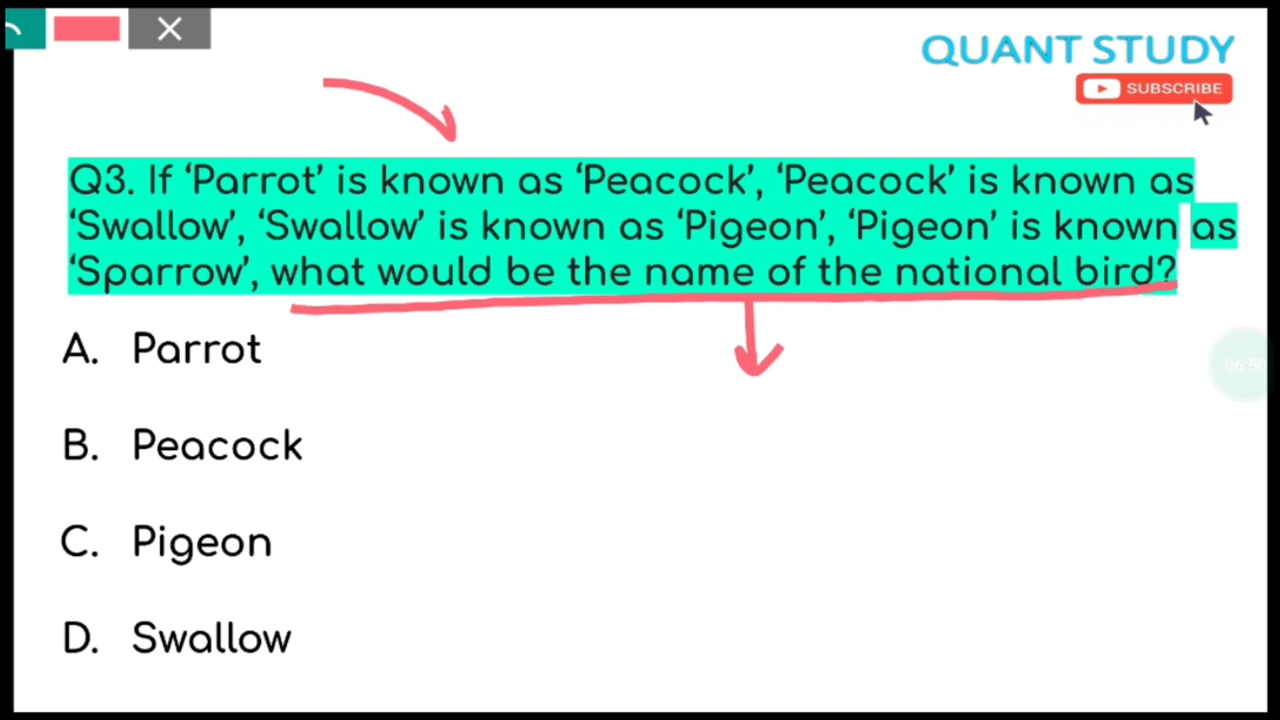 QUANT STUDY
SUBSCRIBE
Q3. If ‘Parrot’ is known as ‘Peacock’, ‘Peacock’ is known as
‘Swallow’, ‘Swallow’ is known as ‘Pigeon’, ‘Pigeon’ is known as
‘Sparrow’, what would be the name of the national bird?
A. Parrot
06:50
B. Peacock
C. Pigeon
D. Swallow